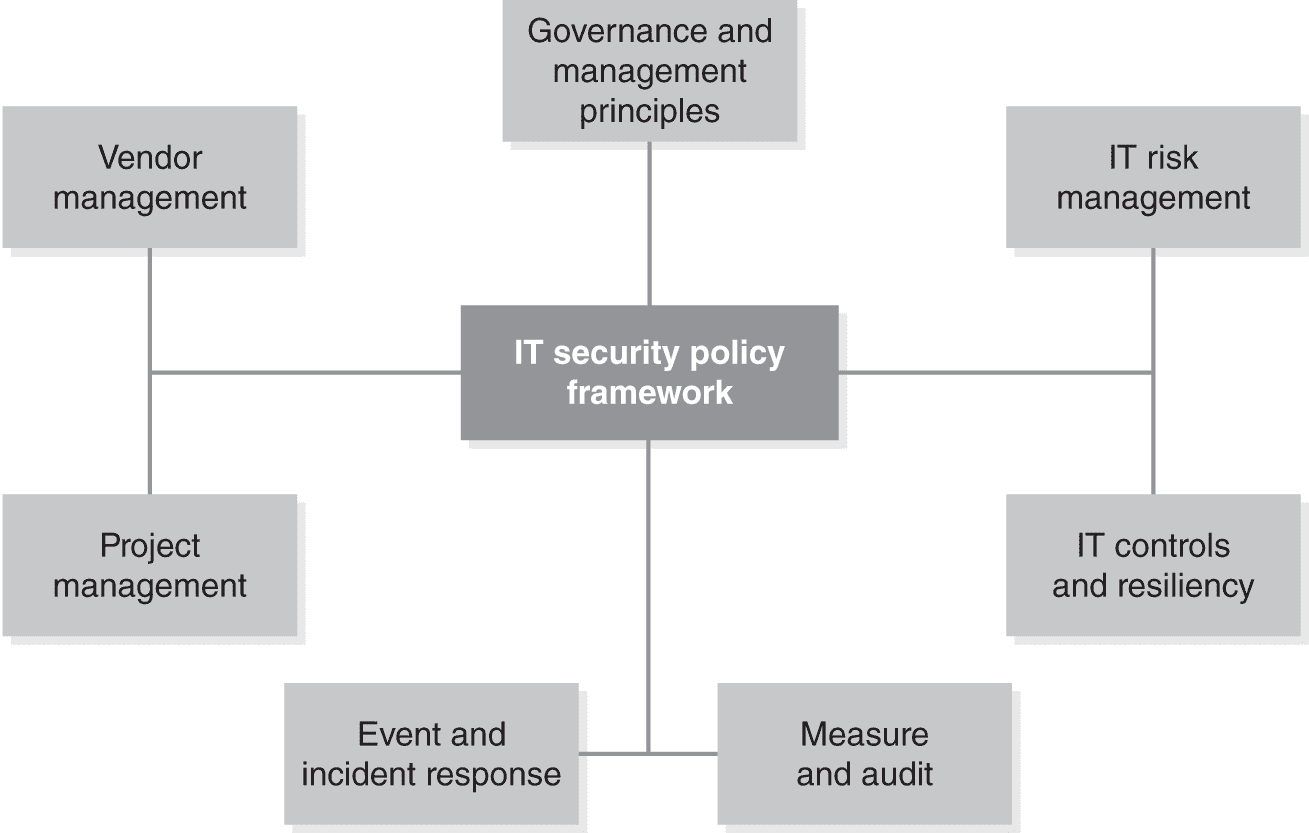 Governance and
management
principles
Vendor
management
IT risk
management
IT security policy
framework
Project
management
IT controls
and resiliency
Event and
incident response
Measure
and audit